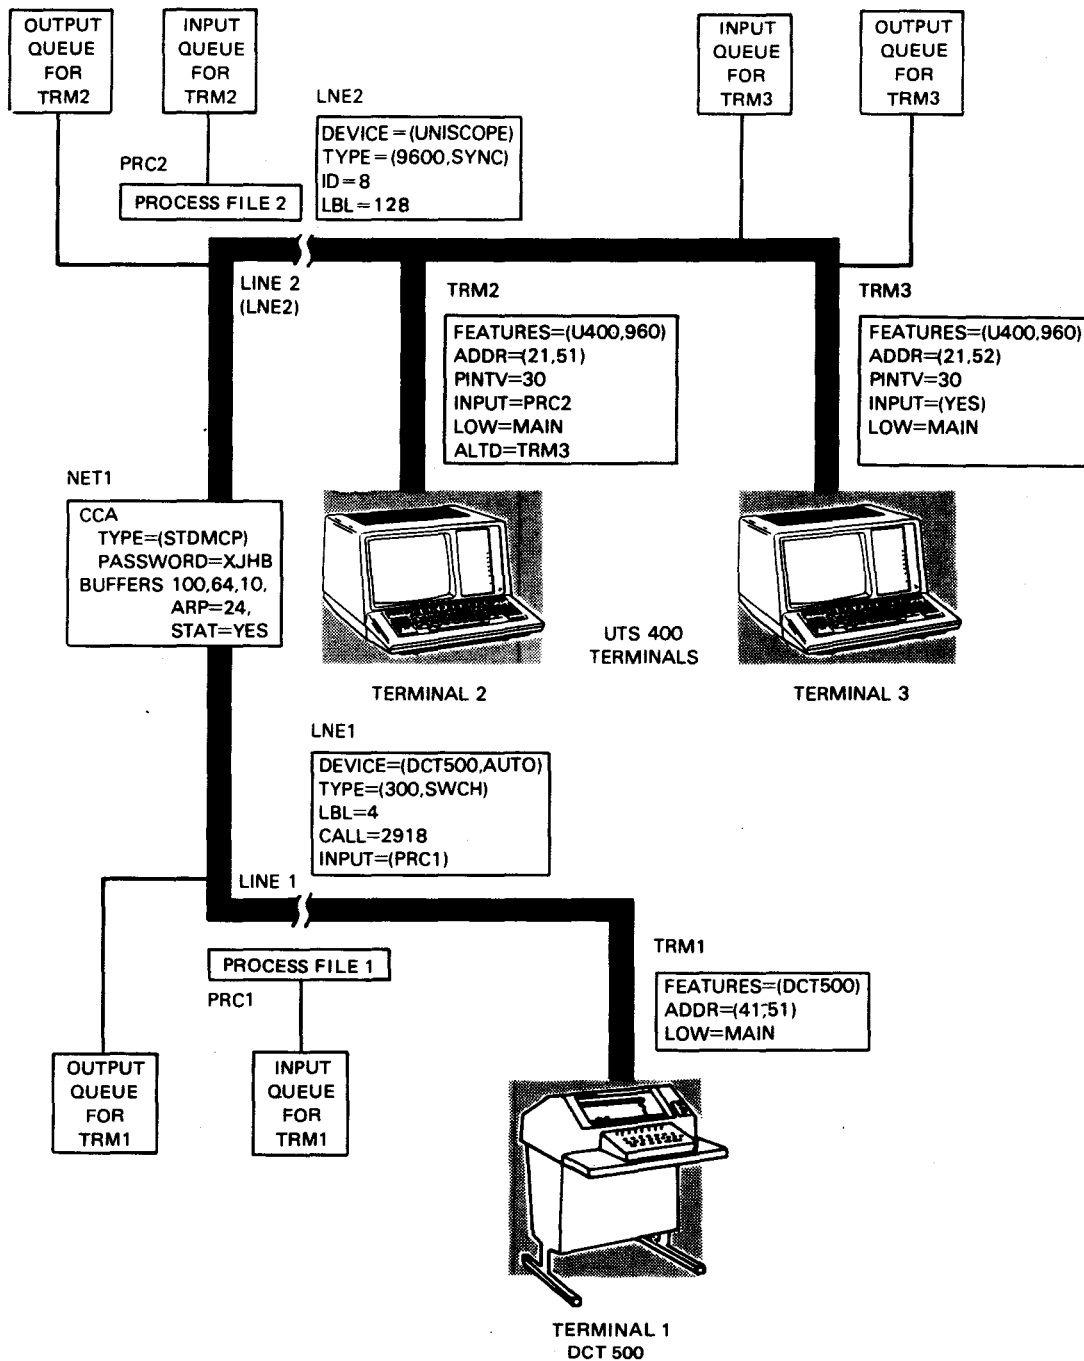 OUTPUT
QUEUE
FOR
TRM2
INPUT
QUEUE
FOR
TRM2
INPUT
QUEUE
FOR
TRM3
OUTPUT
QUEUE
FOR
TRM3
LNE2
DEVICE=(UNISCOPE)
TYPE=(9600,SYNC)
ID=8
LBL=128
PRC2
PROCESS FILE 2
LINE 2
(LNE2)
TRM2
FEATURES=(U400,960)
ADDR=(21,51)
PINTV=30
INPUT=PRC2
LOW=MAIN
ALTD=TRM3
TRM3
FEATURES=(U400,960)
ADDR=(21,52)
PINTV=30
INPUT=(YES)
LOW=MAIN
NET1
CCA
TYPE=(STDMCP)
PASSWORD=XJHB
BUFFERS 100,64,10,
ARP=24,
STAT=YES
UTS 400
TERMINALS
TERMINAL 2
TERMINAL 3
LNE1
DEVICE=(DCT500,AUTO)
TYPE=(300,SWCH)
LBL=4
CALL=2918
INPUT=(PRC1)
LINE 1
PROCESS FILE 1
PRC1
TRM1
FEATURES=(DCT500)
ADDR=(41,51)
LOW=MAIN
OUTPUT
QUEUE
FOR
TRM1
INPUT
QUEUE
FOR
TRM1
TERMINAL 1
DCT 500